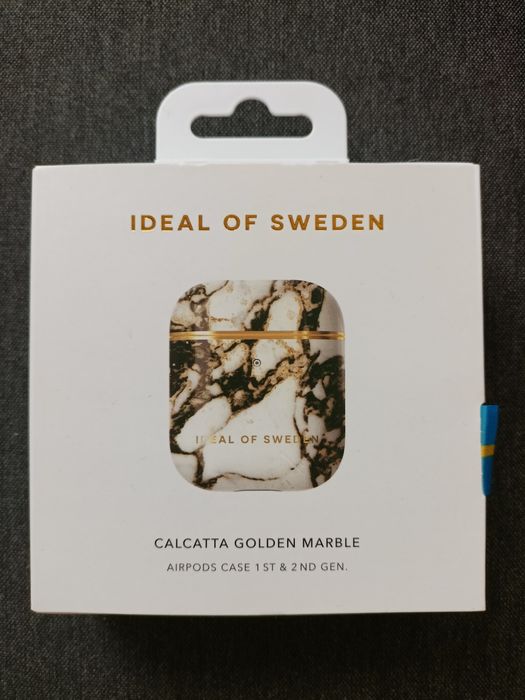 IDEAL OF SWEDEN
IDEAL OF SWEDEN
CALCATTA GOLDEN MARBLE
AIRPODS CASE 1ST & 2ND GEN.